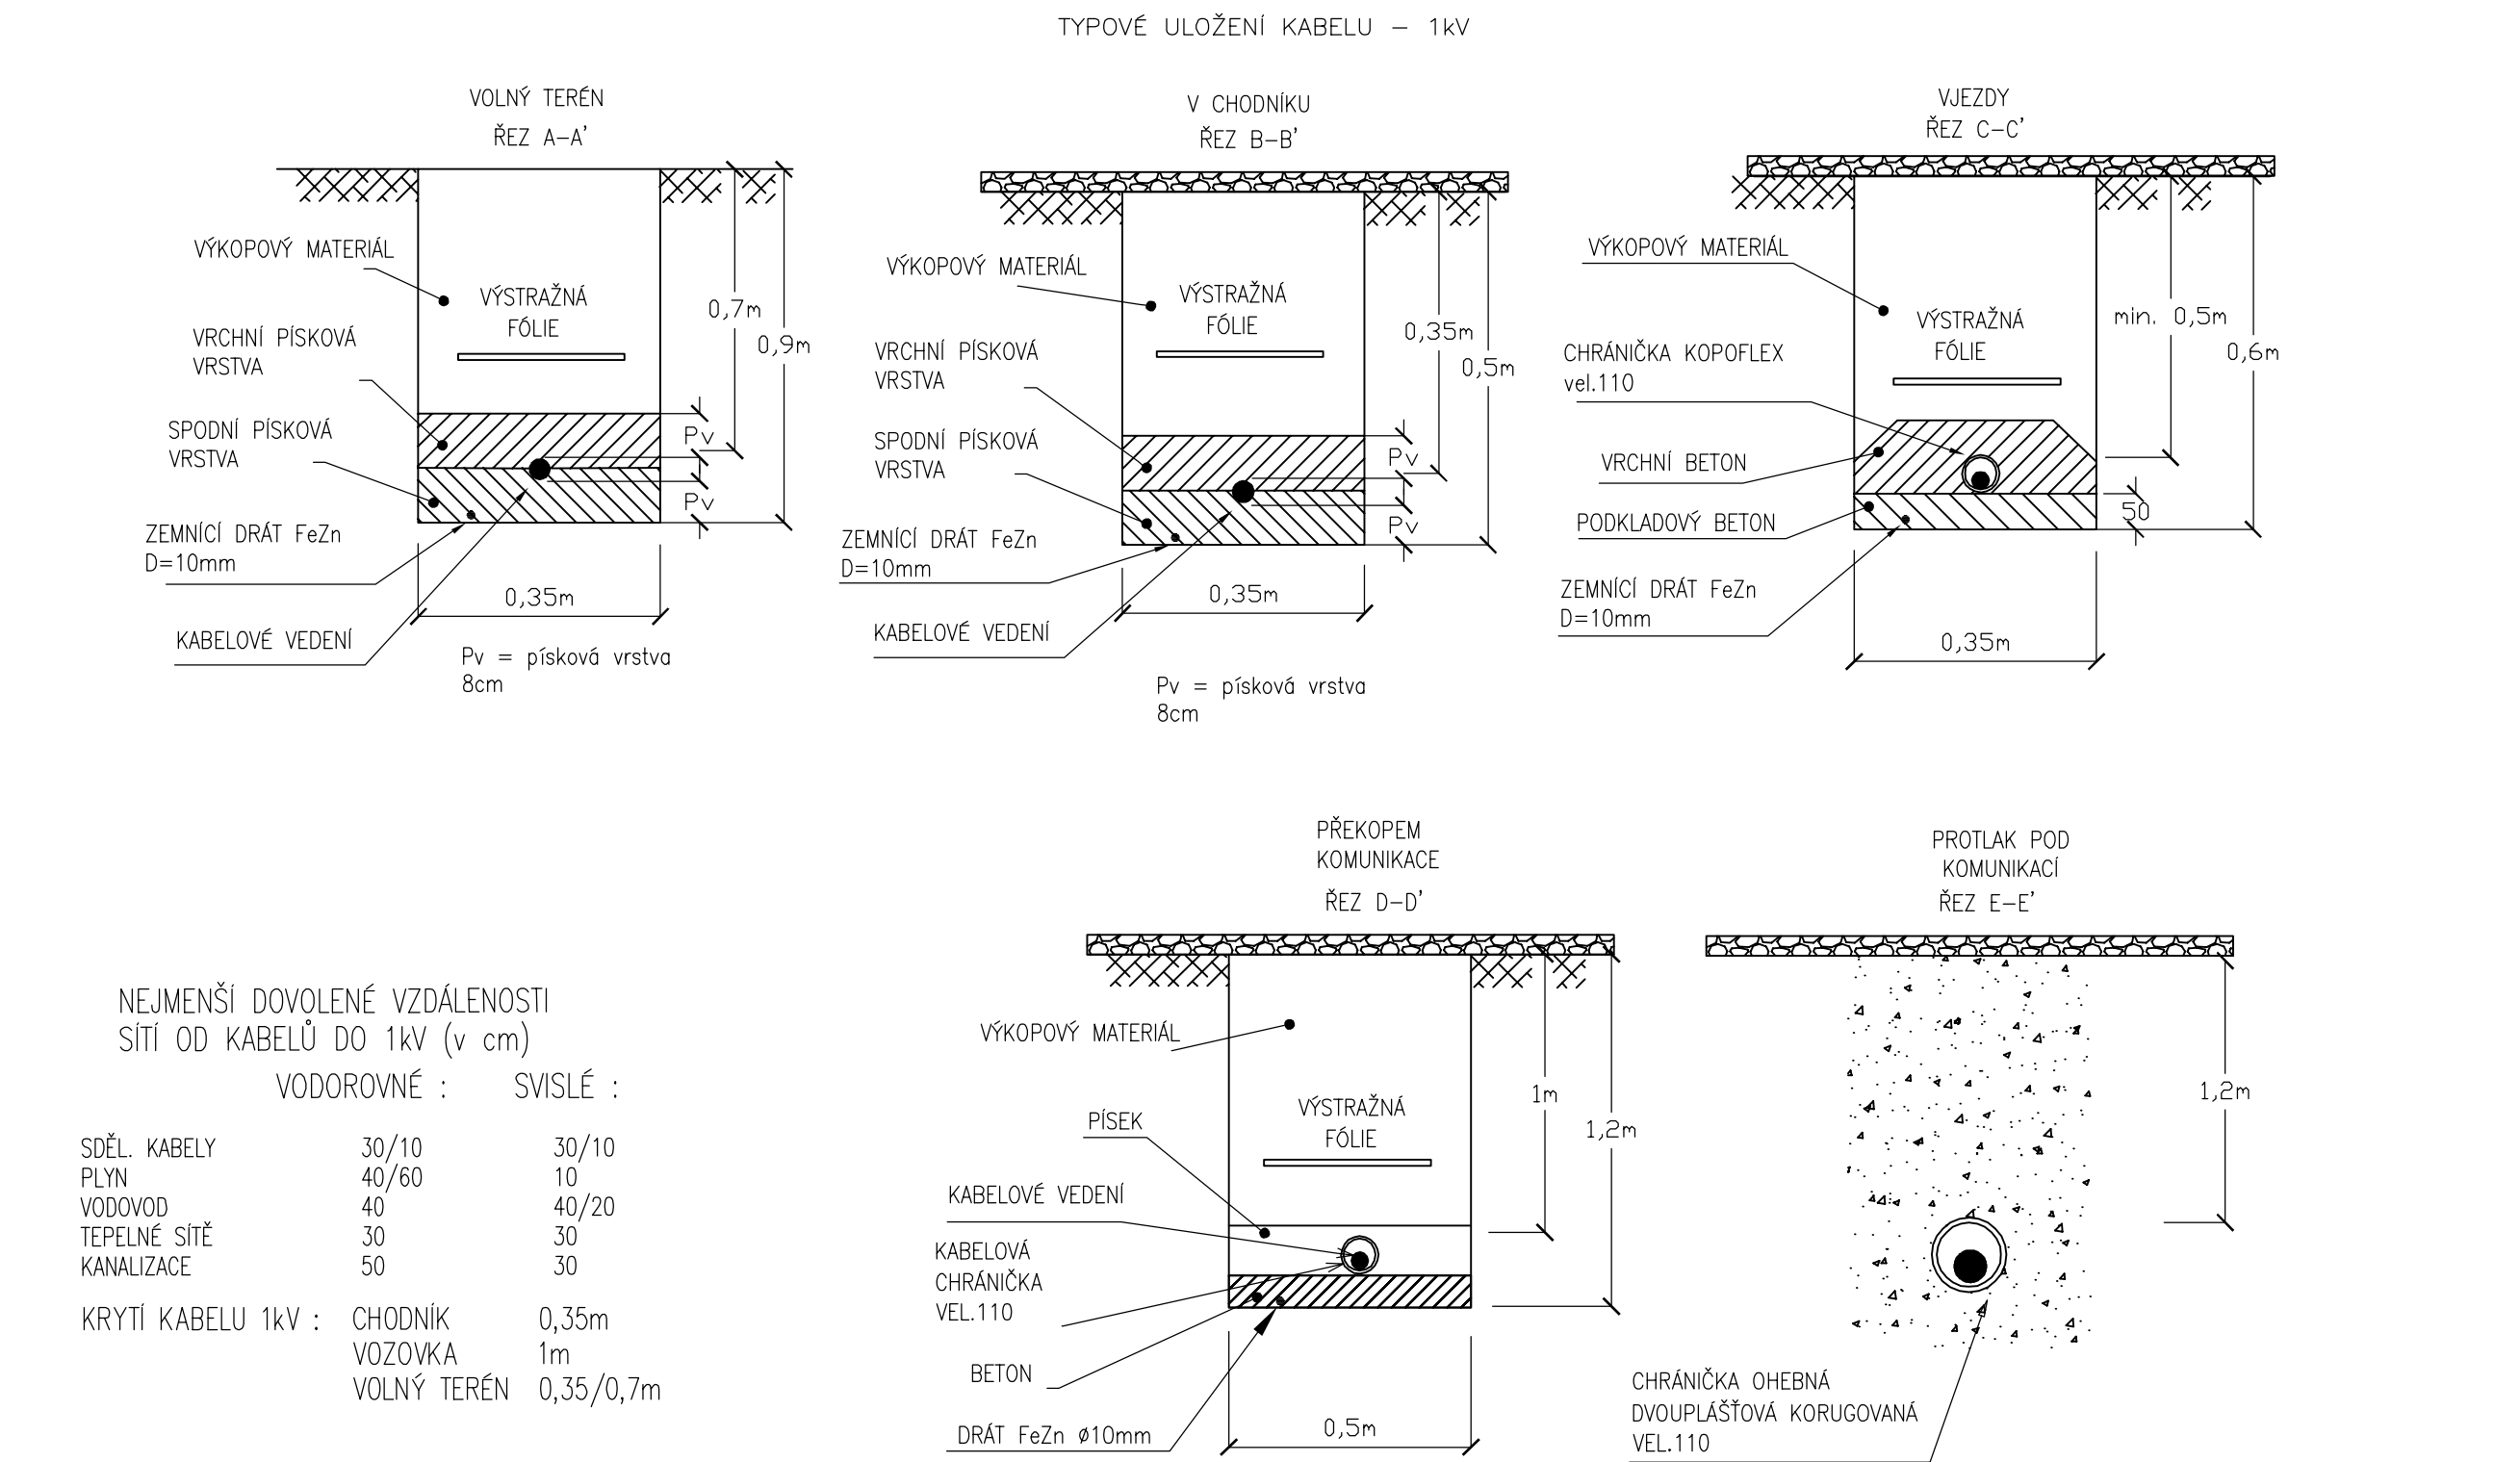 TYPOVÉ ULOŽENÍ KABELU – 1kV
VOLNÝ TERÉN
ŘEZ A–A'
VÝKOPOVÝ MATERIÁL
VÝSTRAŽNÁ
FÓLIE
VRCHNÍ PÍSKOVÁ
VRSTVA
SPODNÍ PÍSKOVÁ
VRSTVA
ZEMNÍCÍ DRÁT FeZn
D=10mm
KABELOVÉ VEDENÍ
0,7m
0,9m
Pv
Pv
0,35m
Pv = písková vrstva
8cm
V CHODNÍKU
ŘEZ B–B'
VÝKOPOVÝ MATERIÁL
VÝSTRAŽNÁ
FÓLIE
VRCHNÍ PÍSKOVÁ
VRSTVA
SPODNÍ PÍSKOVÁ
VRSTVA
ZEMNÍCÍ DRÁT FeZn
D=10mm
KABELOVÉ VEDENÍ
0,35m
0,5m
Pv
Pv
0,35m
Pv = písková vrstva
8cm
VJEZDY
ŘEZ C–C'
VÝKOPOVÝ MATERIÁL
VÝSTRAŽNÁ
FÓLIE
CHRÁNIČKA KOPOFLEX
vel.110
VRCHNÍ BETON
PODKLADOVÝ BETON
ZEMNÍCÍ DRÁT FeZn
D=10mm
min. 0,5m
0,6m
50
0,35m
NEJMENŠÍ DOVOLENÉ VZDÁLENOSTI
SÍTÍ OD KABELŮ DO 1kV (v cm)
VODOROVNÉ : SVISLÉ :
SDĚL. KABELY 30/10 30/10
PLYN 40/60 10
VODOVOD 40 40/20
TEPELNÉ SÍTĚ 30 30
KANALIZACE 50 30
KRYTÍ KABELU 1kV : CHODNÍK 0,35m
VOZOVKA 1m
VOLNÝ TERÉN 0,35/0,7m
PŘEKOPEM
KOMUNIKACE
ŘEZ D–D'
VÝKOPOVÝ MATERIÁL
VÝSTRAŽNÁ
FÓLIE
PÍSEK
KABELOVÉ VEDENÍ
KABELOVÁ
CHRÁNIČKA
VEL.110
BETON
DRÁT FeZn ø10mm
1m
1,2m
0,5m
PROTLAK POD
KOMUNIKACÍ
ŘEZ E–E'
1,2m
CHRÁNIČKA OHEBNÁ
DVOUPLÁŠŤOVÁ KORUGOVANÁ
VEL.110